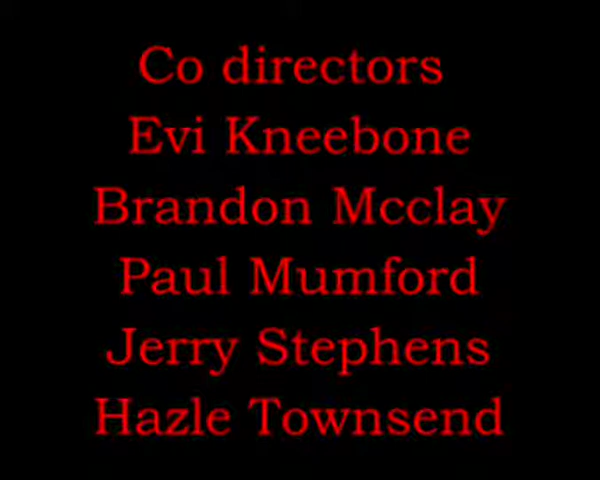 Co directors
Evi Kneebone
Brandon Mcclay
Paul Mumford
Jerry Stephens
Hazle Townsend